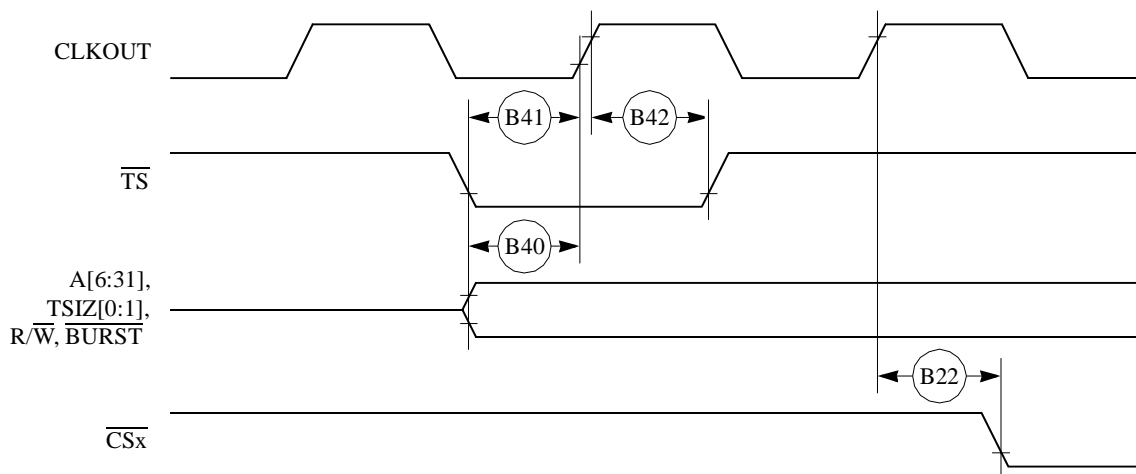 CLKOUT
B41
B42
TS
B40
A[6:31],
TSIZ[0:1],
R/W, BURST
B22
CSx